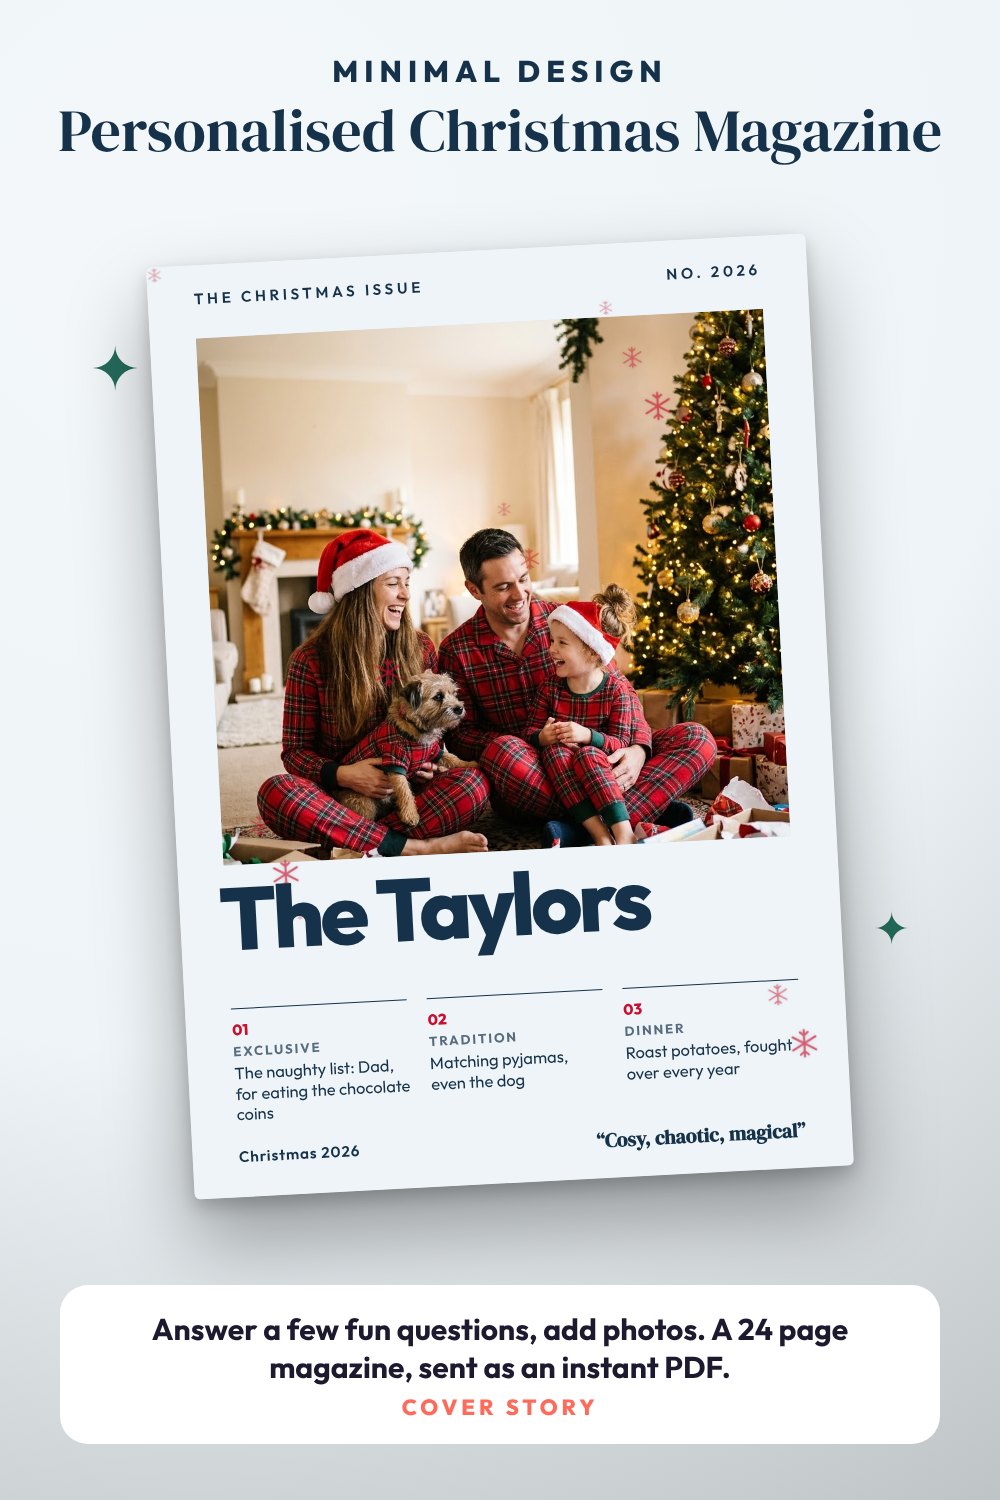 MINIMAL DESIGN
Personalised Christmas Magazine
THE CHRISTMAS ISSUE
NO. 2026
The Taylors
01
EXCLUSIVE
The naughty list: Dad,
for eating the chocolate
coins
02
TRADITION
Matching pyjamas,
even the dog
03
DINNER
Roast potatoes, fought
over every year
Christmas 2026
“Cosy, chaotic, magical”
Answer a few fun questions, add photos. A 24 page
magazine, sent as an instant PDF.
COVER STORY